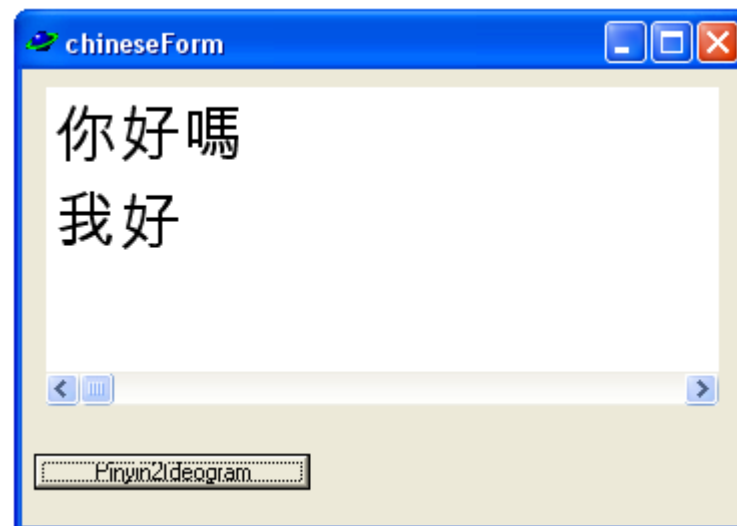 chineseForm
你好嗎
我好
Pinyin2Ideogram